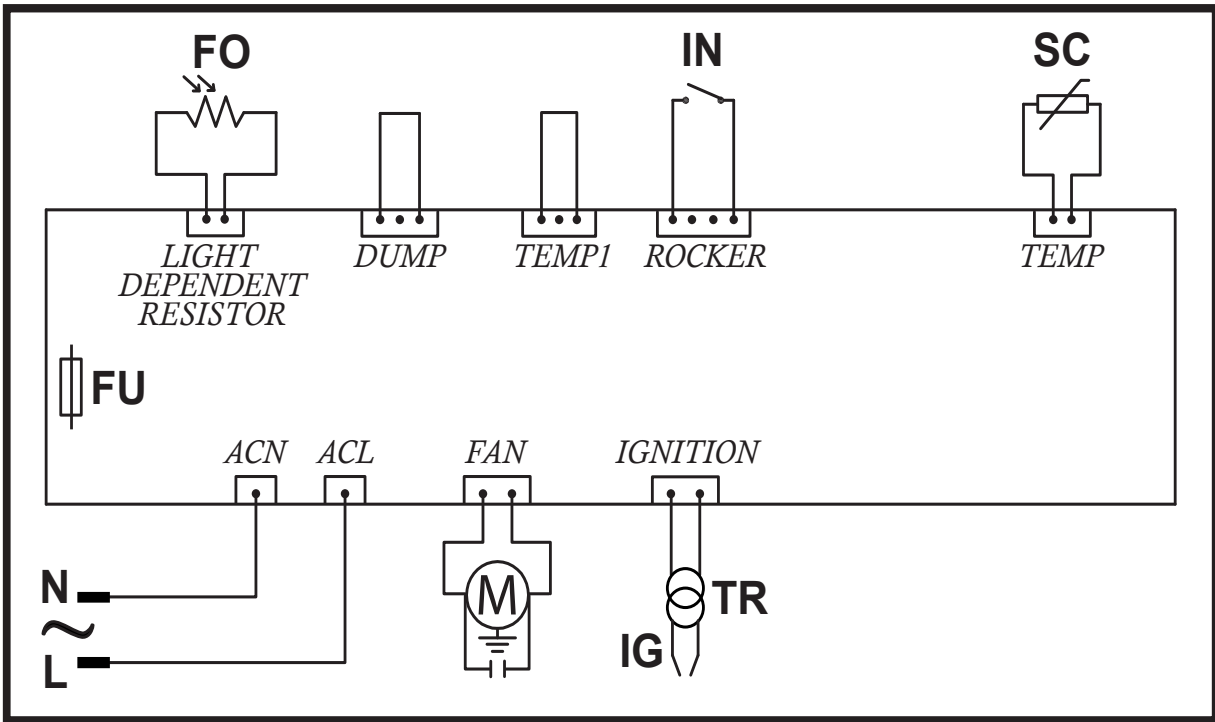 FO
IN
SC
LIGHT
DEPENDENT
RESISTOR
DUMP
TEMP1
ROCKER
TEMP
FU
ACN
ACL
FAN
IGNITION
N
~
L
M
TR
IG